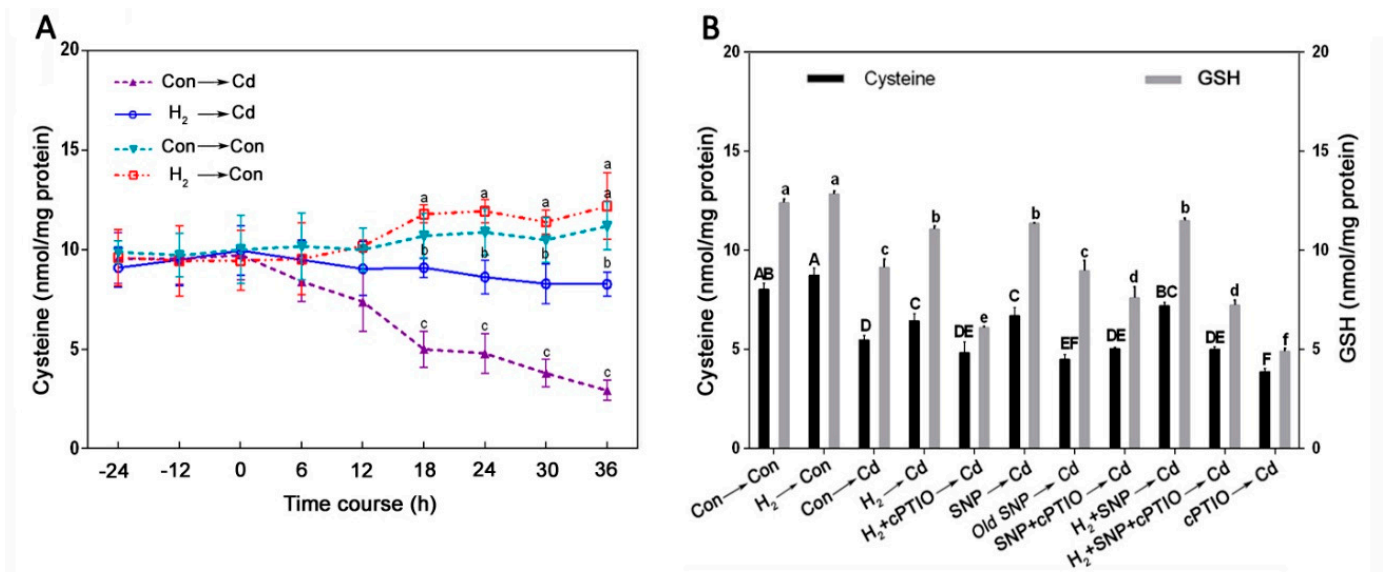 A
Cysteine (nmol/mg protein)
20
15
10
5
0
Con → Cd
H₂ → Cd
Con → Con
H₂ → Con
a a a a
b b b b
c c c c
-24 -12 0 6 12 18 24 30 36
Time course (h)
B
Cysteine (nmol/mg protein)
20
15
10
5
0
Cysteine GSH
AB a A a D c C b DE e C b EF c DE d BC b DE d F f
20
15
10
5
0
GSH (nmol/mg protein)
Con → Con
H₂ → Con
Con → Cd
H₂ → Cd
H₂+cPTIO → Cd
SNP → Cd
Old SNP → Cd
SNP+cPTIO → Cd
H₂+SNP → Cd
H₂+SNP+cPTIO → Cd
cPTIO → Cd